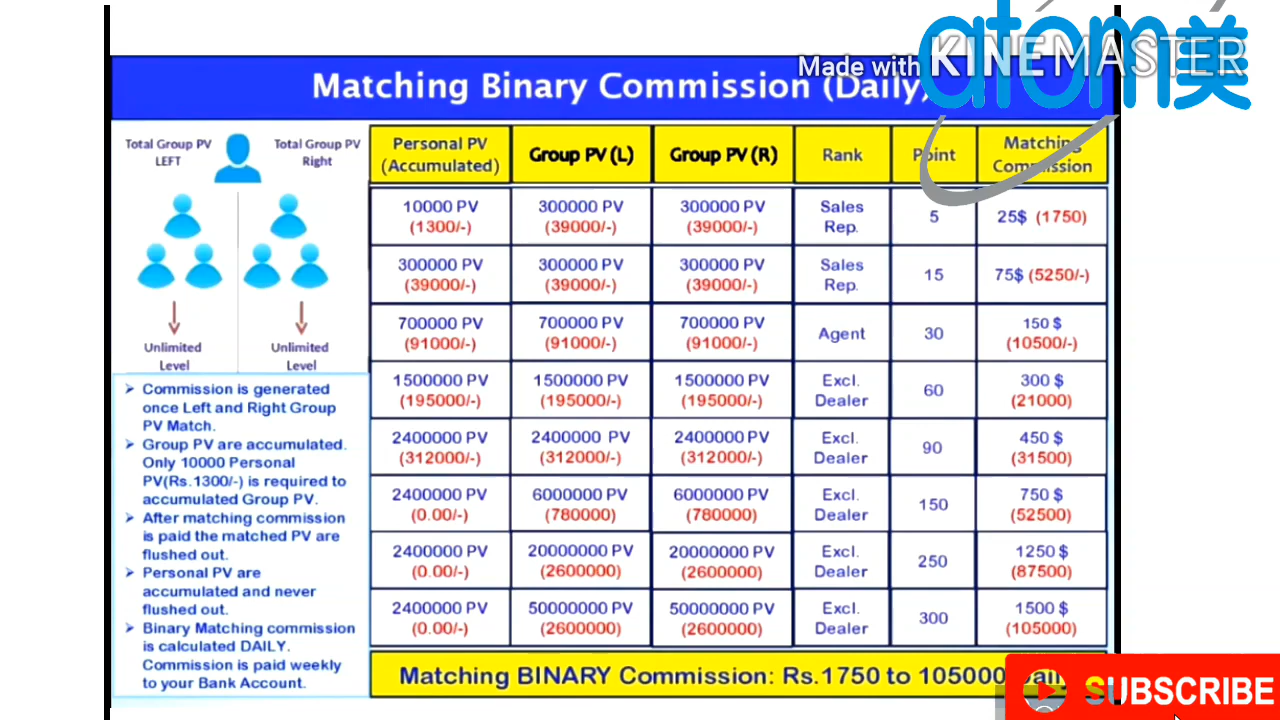 Made with KINEMASTER
atom美
Matching Binary Commission (Daily)
Total Group PV
LEFT
Total Group PV
Right
Unlimited
Level
Unlimited
Level
➢ Commission is generated
once Left and Right Group
PV Match.
➢ Group PV are accumulated.
Only 10000 Personal
PV(Rs.1300/-) is required to
accumulated Group PV.
➢ After matching commission
is paid the matched PV are
flushed out.
➢ Personal PV are
accumulated and never
flushed out.
➢ Binary Matching commission
is calculated DAILY.
Commission is paid weekly
to your Bank Account.
Personal PV Group PV (L) Group PV (R) Rank Point Matching
(Accumulated) Commission
10000 PV 300000 PV 300000 PV Sales 5 25$ (1750)
(1300/-) (39000/-) (39000/-) Rep.
300000 PV 300000 PV 300000 PV Sales 15 75$ (5250/-)
(39000/-) (39000/-) (39000/-) Rep.
700000 PV 700000 PV 700000 PV Agent 30 150 $
(91000/-) (91000/-) (91000/-) (10500/-)
1500000 PV 1500000 PV 1500000 PV Excl. 60 300 $
(195000/-) (195000/-) (195000/-) Dealer (21000)
2400000 PV 2400000 PV 2400000 PV Excl. 90 450 $
(312000/-) (312000/-) (312000/-) Dealer (31500)
2400000 PV 6000000 PV 6000000 PV Excl. 150 750 $
(0.00/-) (780000) (780000) Dealer (52500)
2400000 PV 20000000 PV 20000000 PV Excl. 250 1250 $
(0.00/-) (2600000) (2600000) Dealer (87500)
2400000 PV 50000000 PV 50000000 PV Excl. 300 1500 $
(0.00/-) (2600000) (2600000) Dealer (105000)
Matching BINARY Commission: Rs.1750 to 105000 Daily
SUBSCRIBE